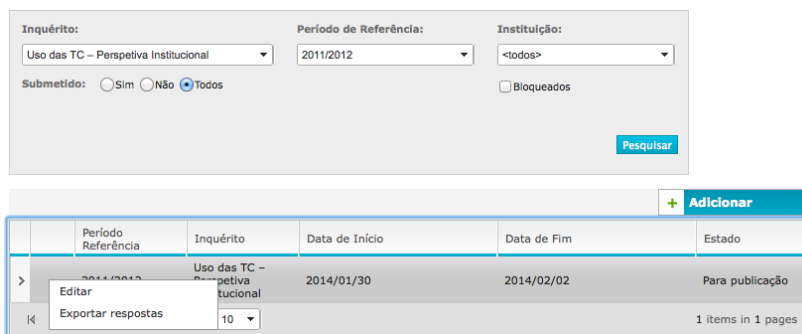 Inquérito: Período de Referência: Instituição:
Uso das TC – Perspetiva Institucional 2011/2012 <todos>
Submetido: Sim Não Todos Bloqueados
Pesquisar
+ Adicionar
Período Referência Inquérito Data de Início Data de Fim Estado
Uso das TC –
2014/01/30 2014/02/02 Para publicação
Editar
Exportar respostas 10 1 items in 1 pages